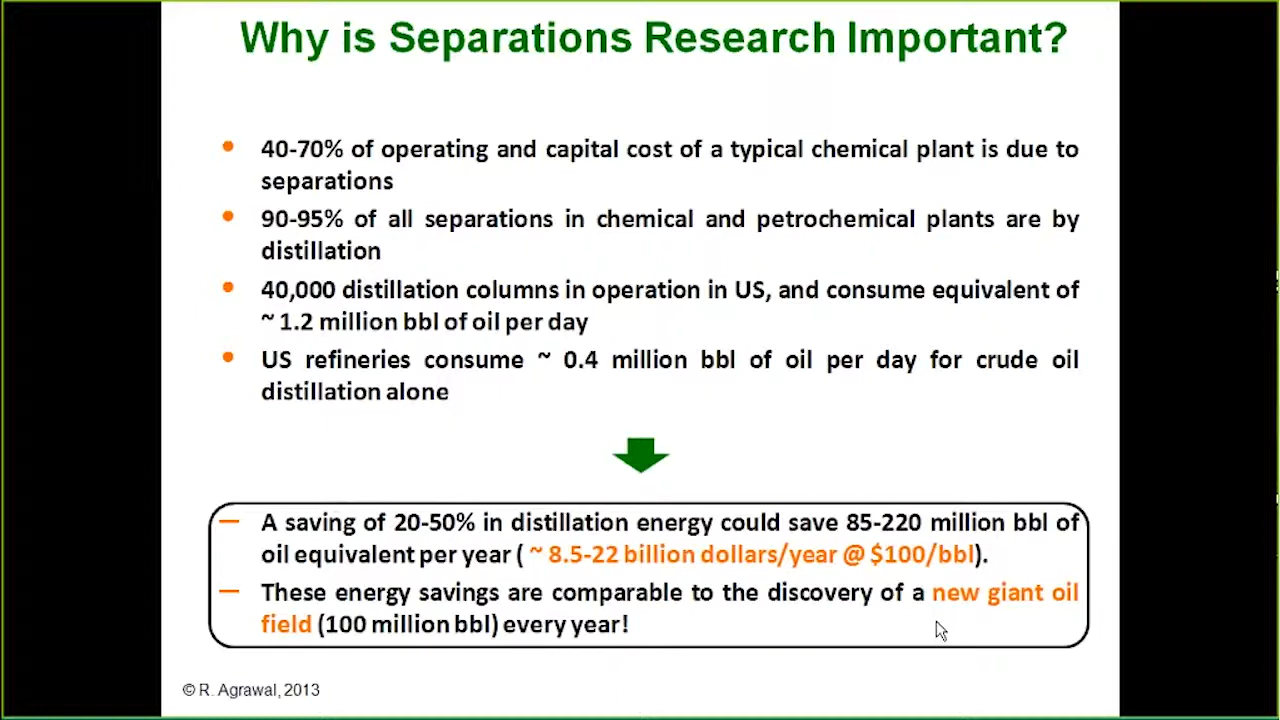 Why is Separations Research Important?
• 40-70% of operating and capital cost of a typical chemical plant is due to
separations
• 90-95% of all separations in chemical and petrochemical plants are by
distillation
• 40,000 distillation columns in operation in US, and consume equivalent of
~ 1.2 million bbl of oil per day
• US refineries consume ~ 0.4 million bbl of oil per day for crude oil
distillation alone
— A saving of 20-50% in distillation energy could save 85-220 million bbl of
oil equivalent per year ( ~ 8.5-22 billion dollars/year @ $100/bbl).
— These energy savings are comparable to the discovery of a new giant oil
field (100 million bbl) every year!
© R. Agrawal, 2013